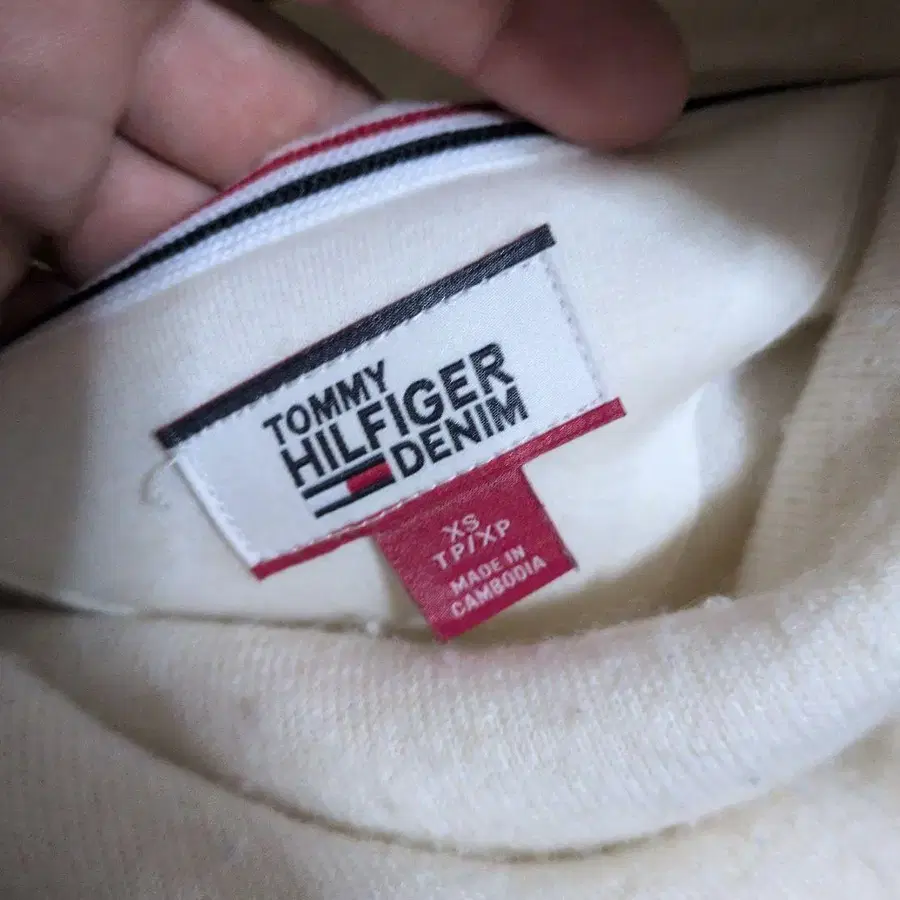 TOMMY
HILFIGER
DENIM
XS
TP/XP
MADE IN
CAMBODIA